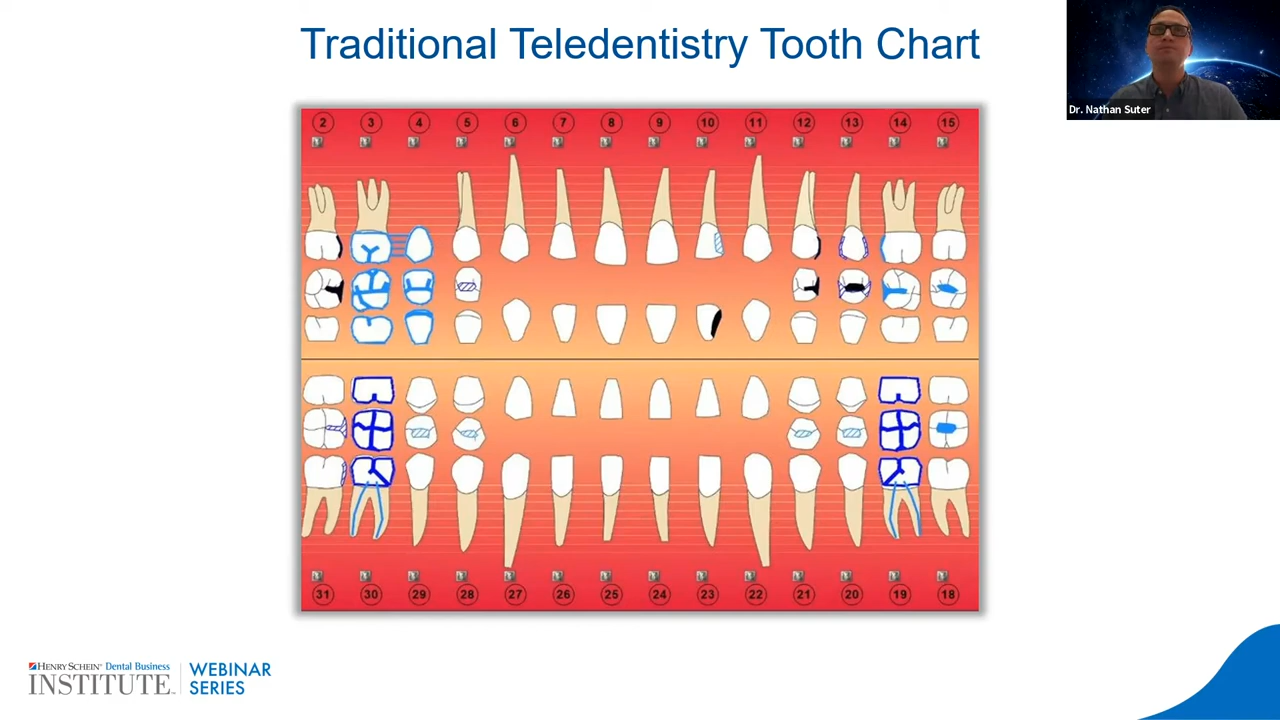 Traditional Teledentistry Tooth Chart
Dr. Nathan Suter
2 3 4 5 6 7 8 9 10 11 12 13 14 15
31 30 29 28 27 26 25 24 23 22 21 20 19 18
HENRY SCHEIN® Dental Business
INSTITUTE™
WEBINAR
SERIES